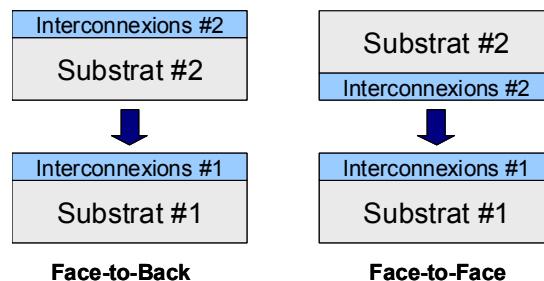 Interconnexions #2
Substrat #2
Interconnexions #1
Substrat #1
Face-to-Back
Substrat #2
Interconnexions #2
Interconnexions #1
Substrat #1
Face-to-Face